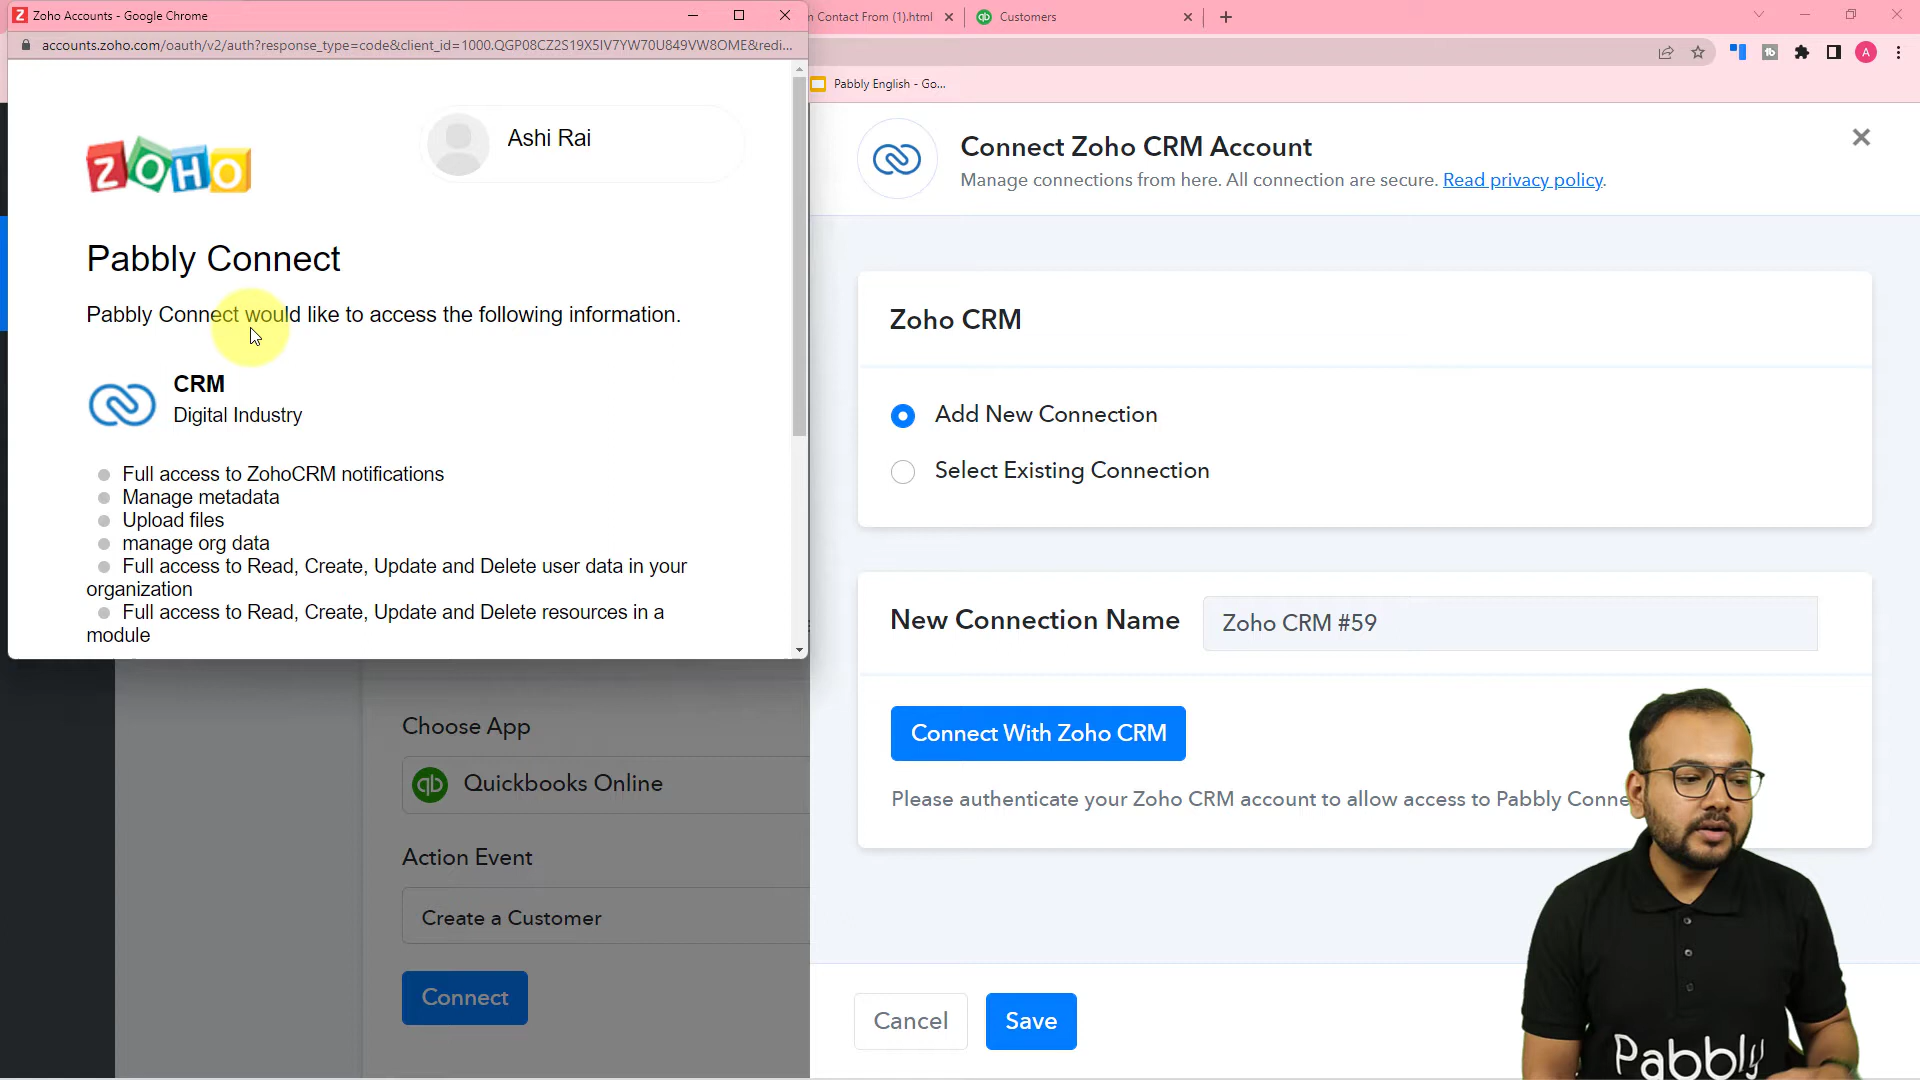 Zoho Accounts - Google Chrome
n Contact From (1).html
Customers
accounts.zoho.com/oauth/v2/auth?response_type=code&client_id=1000.QGP08CZ2S19X5IV7YW70U849VW8OME&redi...
Pabbly English - Go...
ZOHO
Ashi Rai
Pabbly Connect
Pabbly Connect would like to access the following information.
CRM
Digital Industry
Full access to ZohoCRM notifications
Manage metadata
Upload files
manage org data
Full access to Read, Create, Update and Delete user data in your
organization
Full access to Read, Create, Update and Delete resources in a
module
Connect Zoho CRM Account
Manage connections from here. All connection are secure. Read privacy policy.
Zoho CRM
Add New Connection
Select Existing Connection
New Connection Name
Zoho CRM #59
Connect With Zoho CRM
Please authenticate your Zoho CRM account to allow access to Pabbly Conne
Choose App
qb Quickbooks Online
Action Event
Create a Customer
Connect
Cancel
Save
Pabbly
A